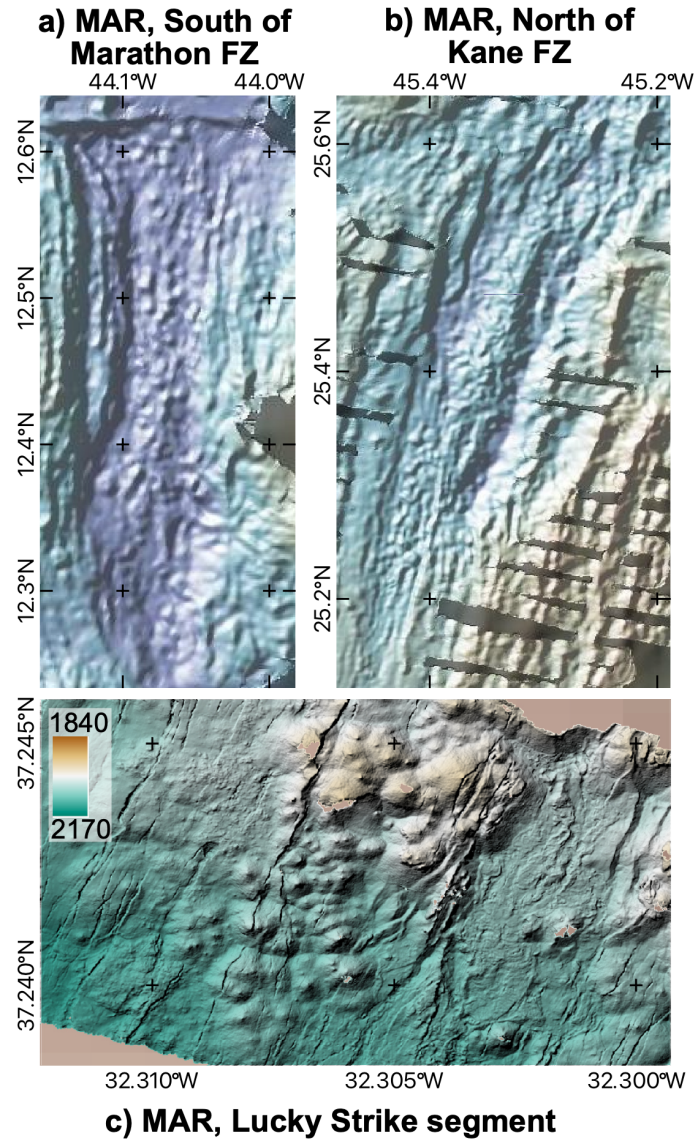 a) MAR, South of
Marathon FZ
b) MAR, North of
Kane FZ
44.1°W
44.0°W
45.4°W
45.2°W
12.6°N
12.5°N
12.4°N
12.3°N
25.6°N
25.4°N
25.2°N
37.245°N
37.240°N
1840
2170
32.310°W
32.305°W
32.300°W
c) MAR, Lucky Strike segment